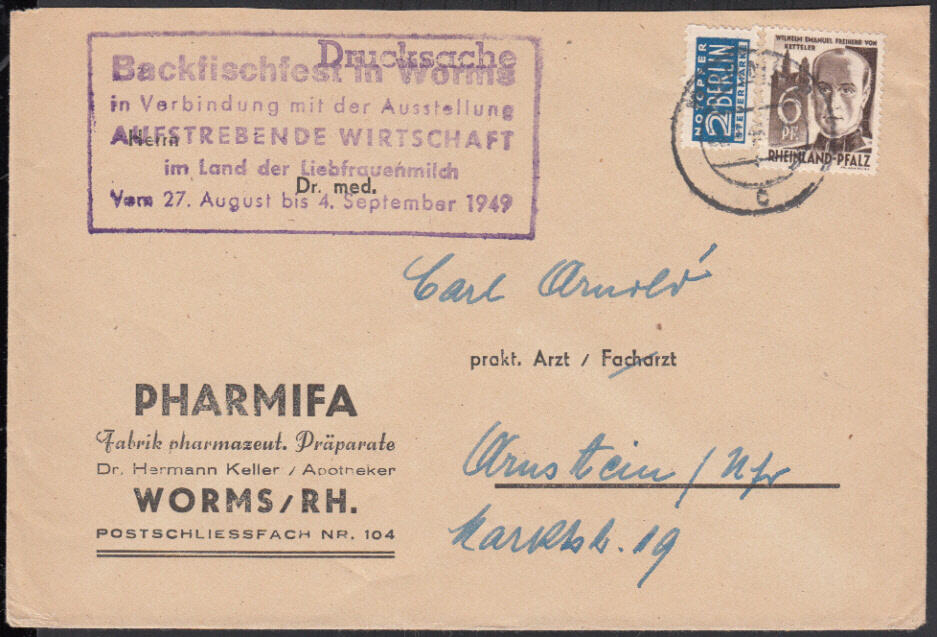 Drucksache
Backfischfest in Worms
in Verbindung mit der Ausstellung
AUFSTREBENDE WIRTSCHAFT
im Land der Liebfrauenmilch
Vom 27. August bis 4. September 1949
NOTOPFER
2 BERLIN
STEUERMARKE
WILHELM EMANUEL FREIHERR VON
KETTELER
6
PF.
RHEINLAND-PFALZ
c
Herrn
Dr. med.
Carl Arnold
prakt. Arzt / Facharzt
Arnstein / Ufr
Marktstr. 19
PHARMIFA
Fabrik pharmazeut. Präparate
Dr. Hermann Keller / Apotheker
WORMS/RH.
POSTSCHLIESSFACH NR. 104